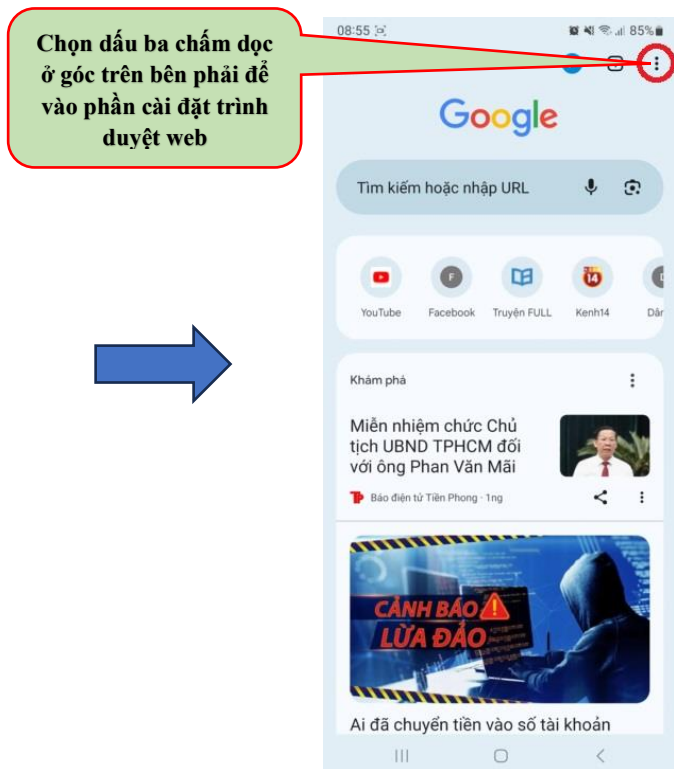 Chọn dấu ba chấm dọc
ở góc trên bên phải để
vào phần cài đặt trình
duyệt web
08:55
85%
Google
Tìm kiếm hoặc nhập URL
F
14
D
YouTube
Facebook
Truyện FULL
Kenh14
Dân
Khám phá
Miễn nhiệm chức Chủ
tịch UBND TPHCM đối
với ông Phan Văn Mãi
TP Báo điện tử Tiền Phong · 1ng
CẢNH BÁO
LỪA ĐẢO
Ai đã chuyển tiền vào số tài khoản